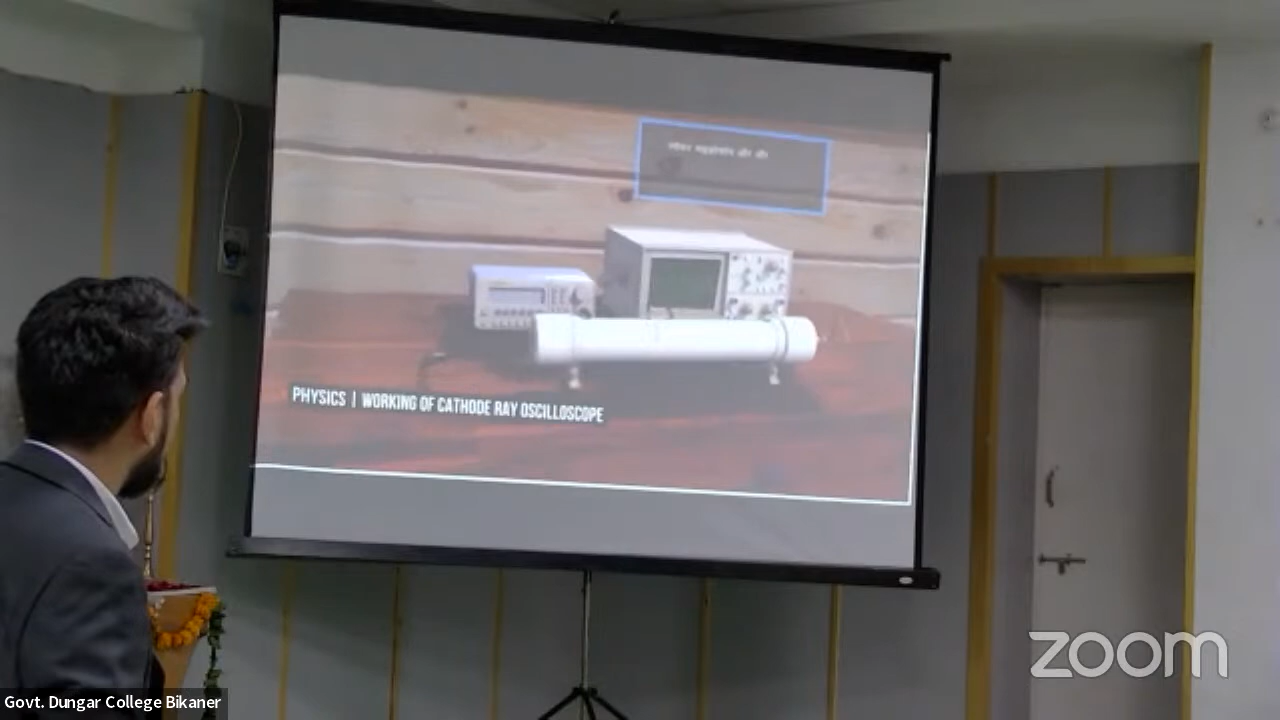 PHYSICS | WORKING OF CATHODE RAY OSCILLOSCOPE
zoom
Govt. Dungar College Bikaner